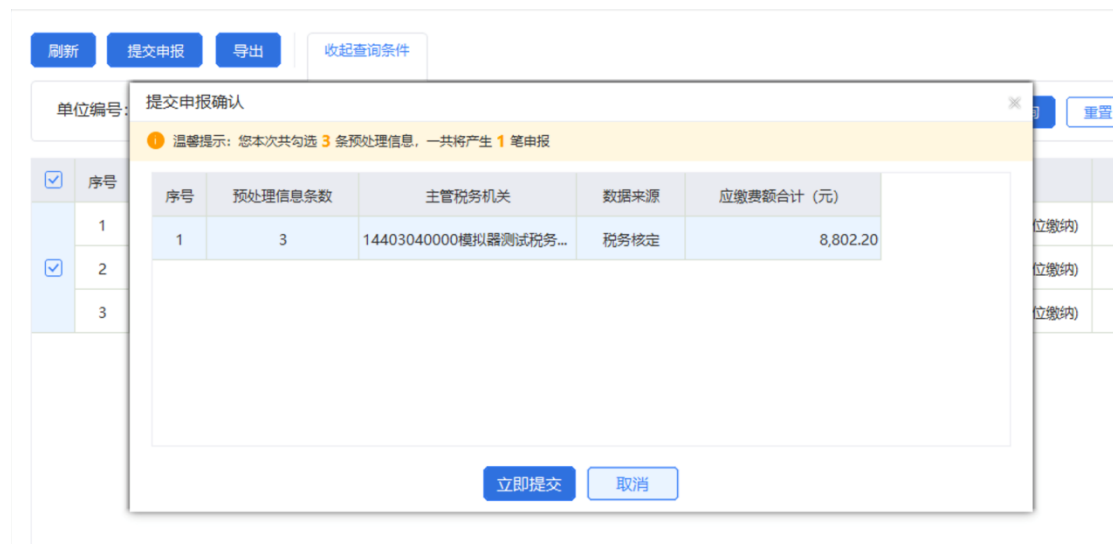 刷新 提交申报 导出 收起查询条件
单位编号: 提交申报确认 重置
温馨提示：您本次共勾选 3 条预处理信息，一共将产生 1 笔申报
序号 序号 预处理信息条数 主管税务机关 数据来源 应缴费额合计（元）
1 位缴纳)
1 3 14403040000模拟器测试税务... 税务核定 8,802.20
2 位缴纳)
3 位缴纳)
立即提交 取消